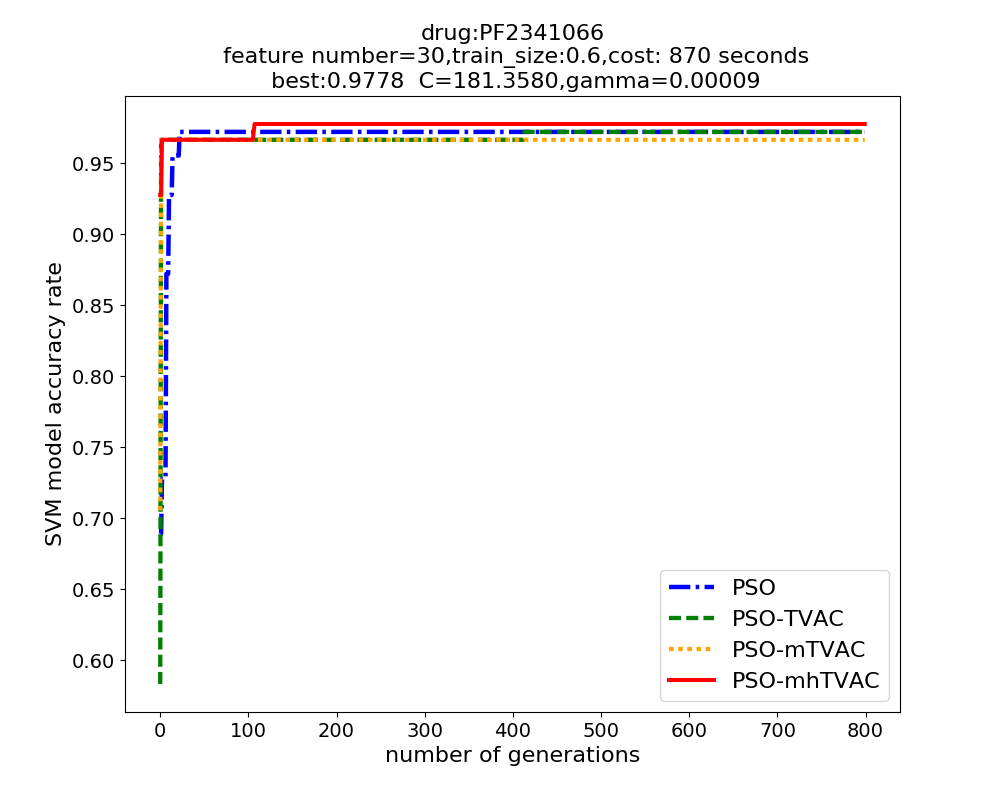 drug:PF2341066
feature number=30,train_size:0.6,cost: 870 seconds
best:0.9778  C=181.3580,gamma=0.00009
SVM model accuracy rate
0.95
0.90
0.85
0.80
0.75
0.70
0.65
0.60
PSO
PSO-TVAC
PSO-mTVAC
PSO-mhTVAC
0 100 200 300 400 500 600 700 800
number of generations